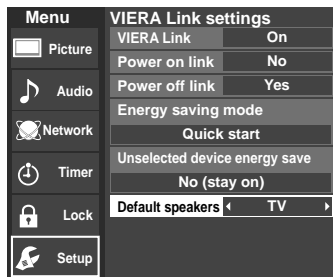 Menu
Picture
Audio
Network
Timer
Lock
Setup
VIERA Link settings
VIERA Link On
Power on link No
Power off link Yes
Energy saving mode
Quick start
Unselected device energy save
No (stay on)
Default speakers TV